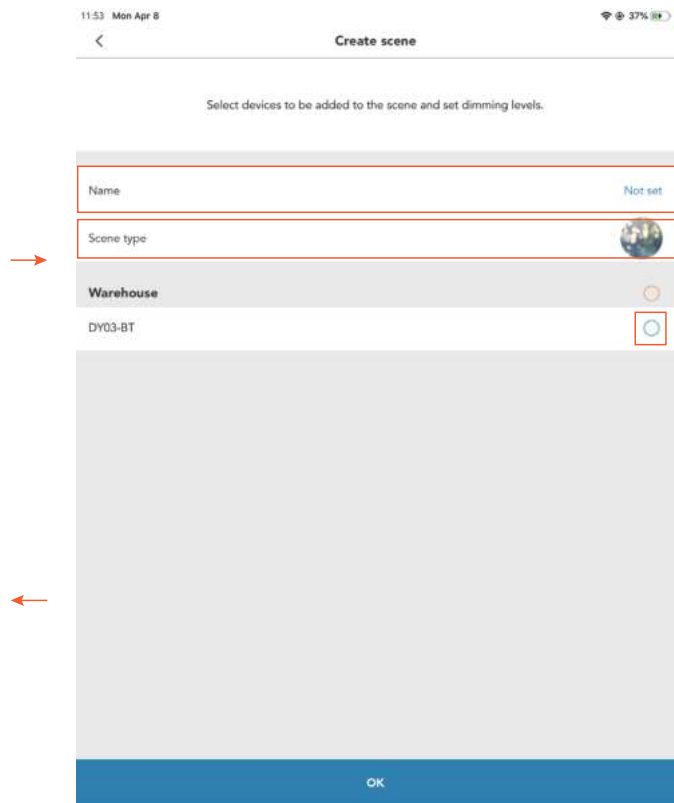 11:53 Mon Apr 8 37%
Create scene
Select devices to be added to the scene and set dimming levels.
Name Not set
Scene type
Warehouse
DY03-BT
OK